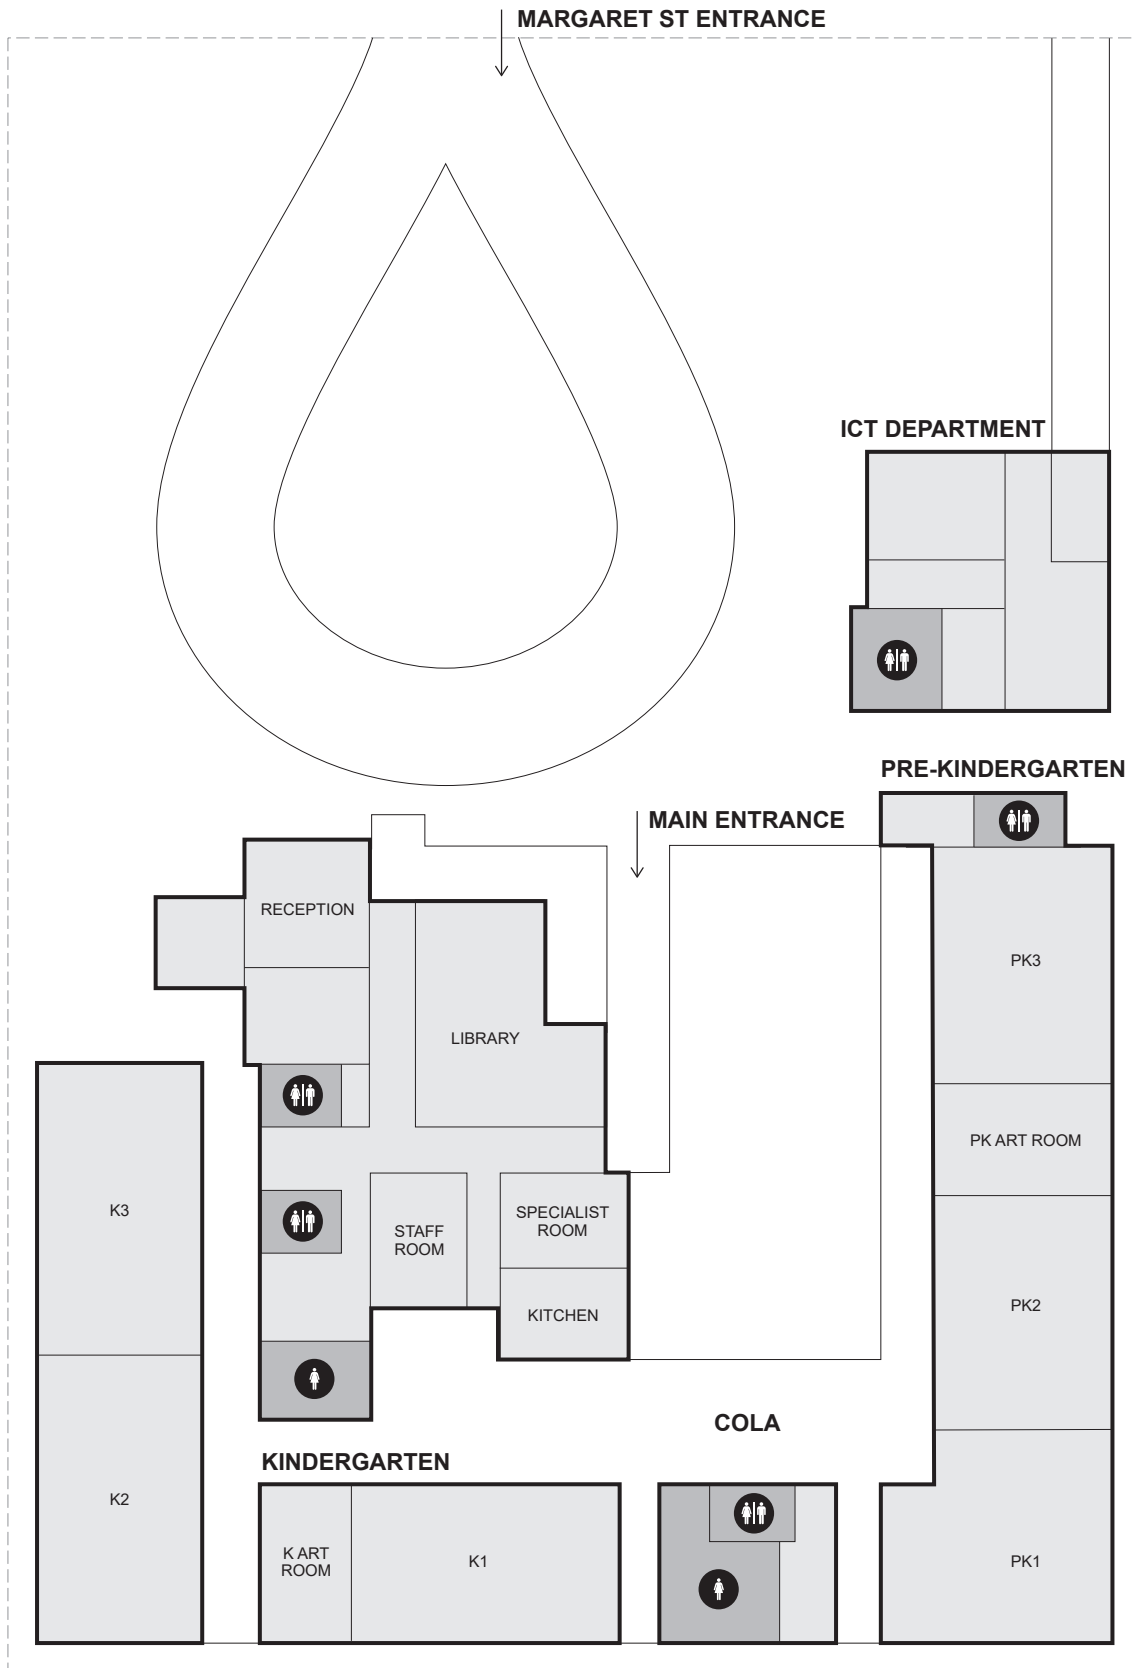 MARGARET ST ENTRANCE
ICT DEPARTMENT
PRE-KINDERGARTEN
MAIN ENTRANCE
RECEPTION
PK3
LIBRARY
PK ART ROOM
K3
SPECIALIST
ROOM
STAFF
ROOM
PK2
KITCHEN
COLA
KINDERGARTEN
K2
K ART
ROOM
K1
PK1